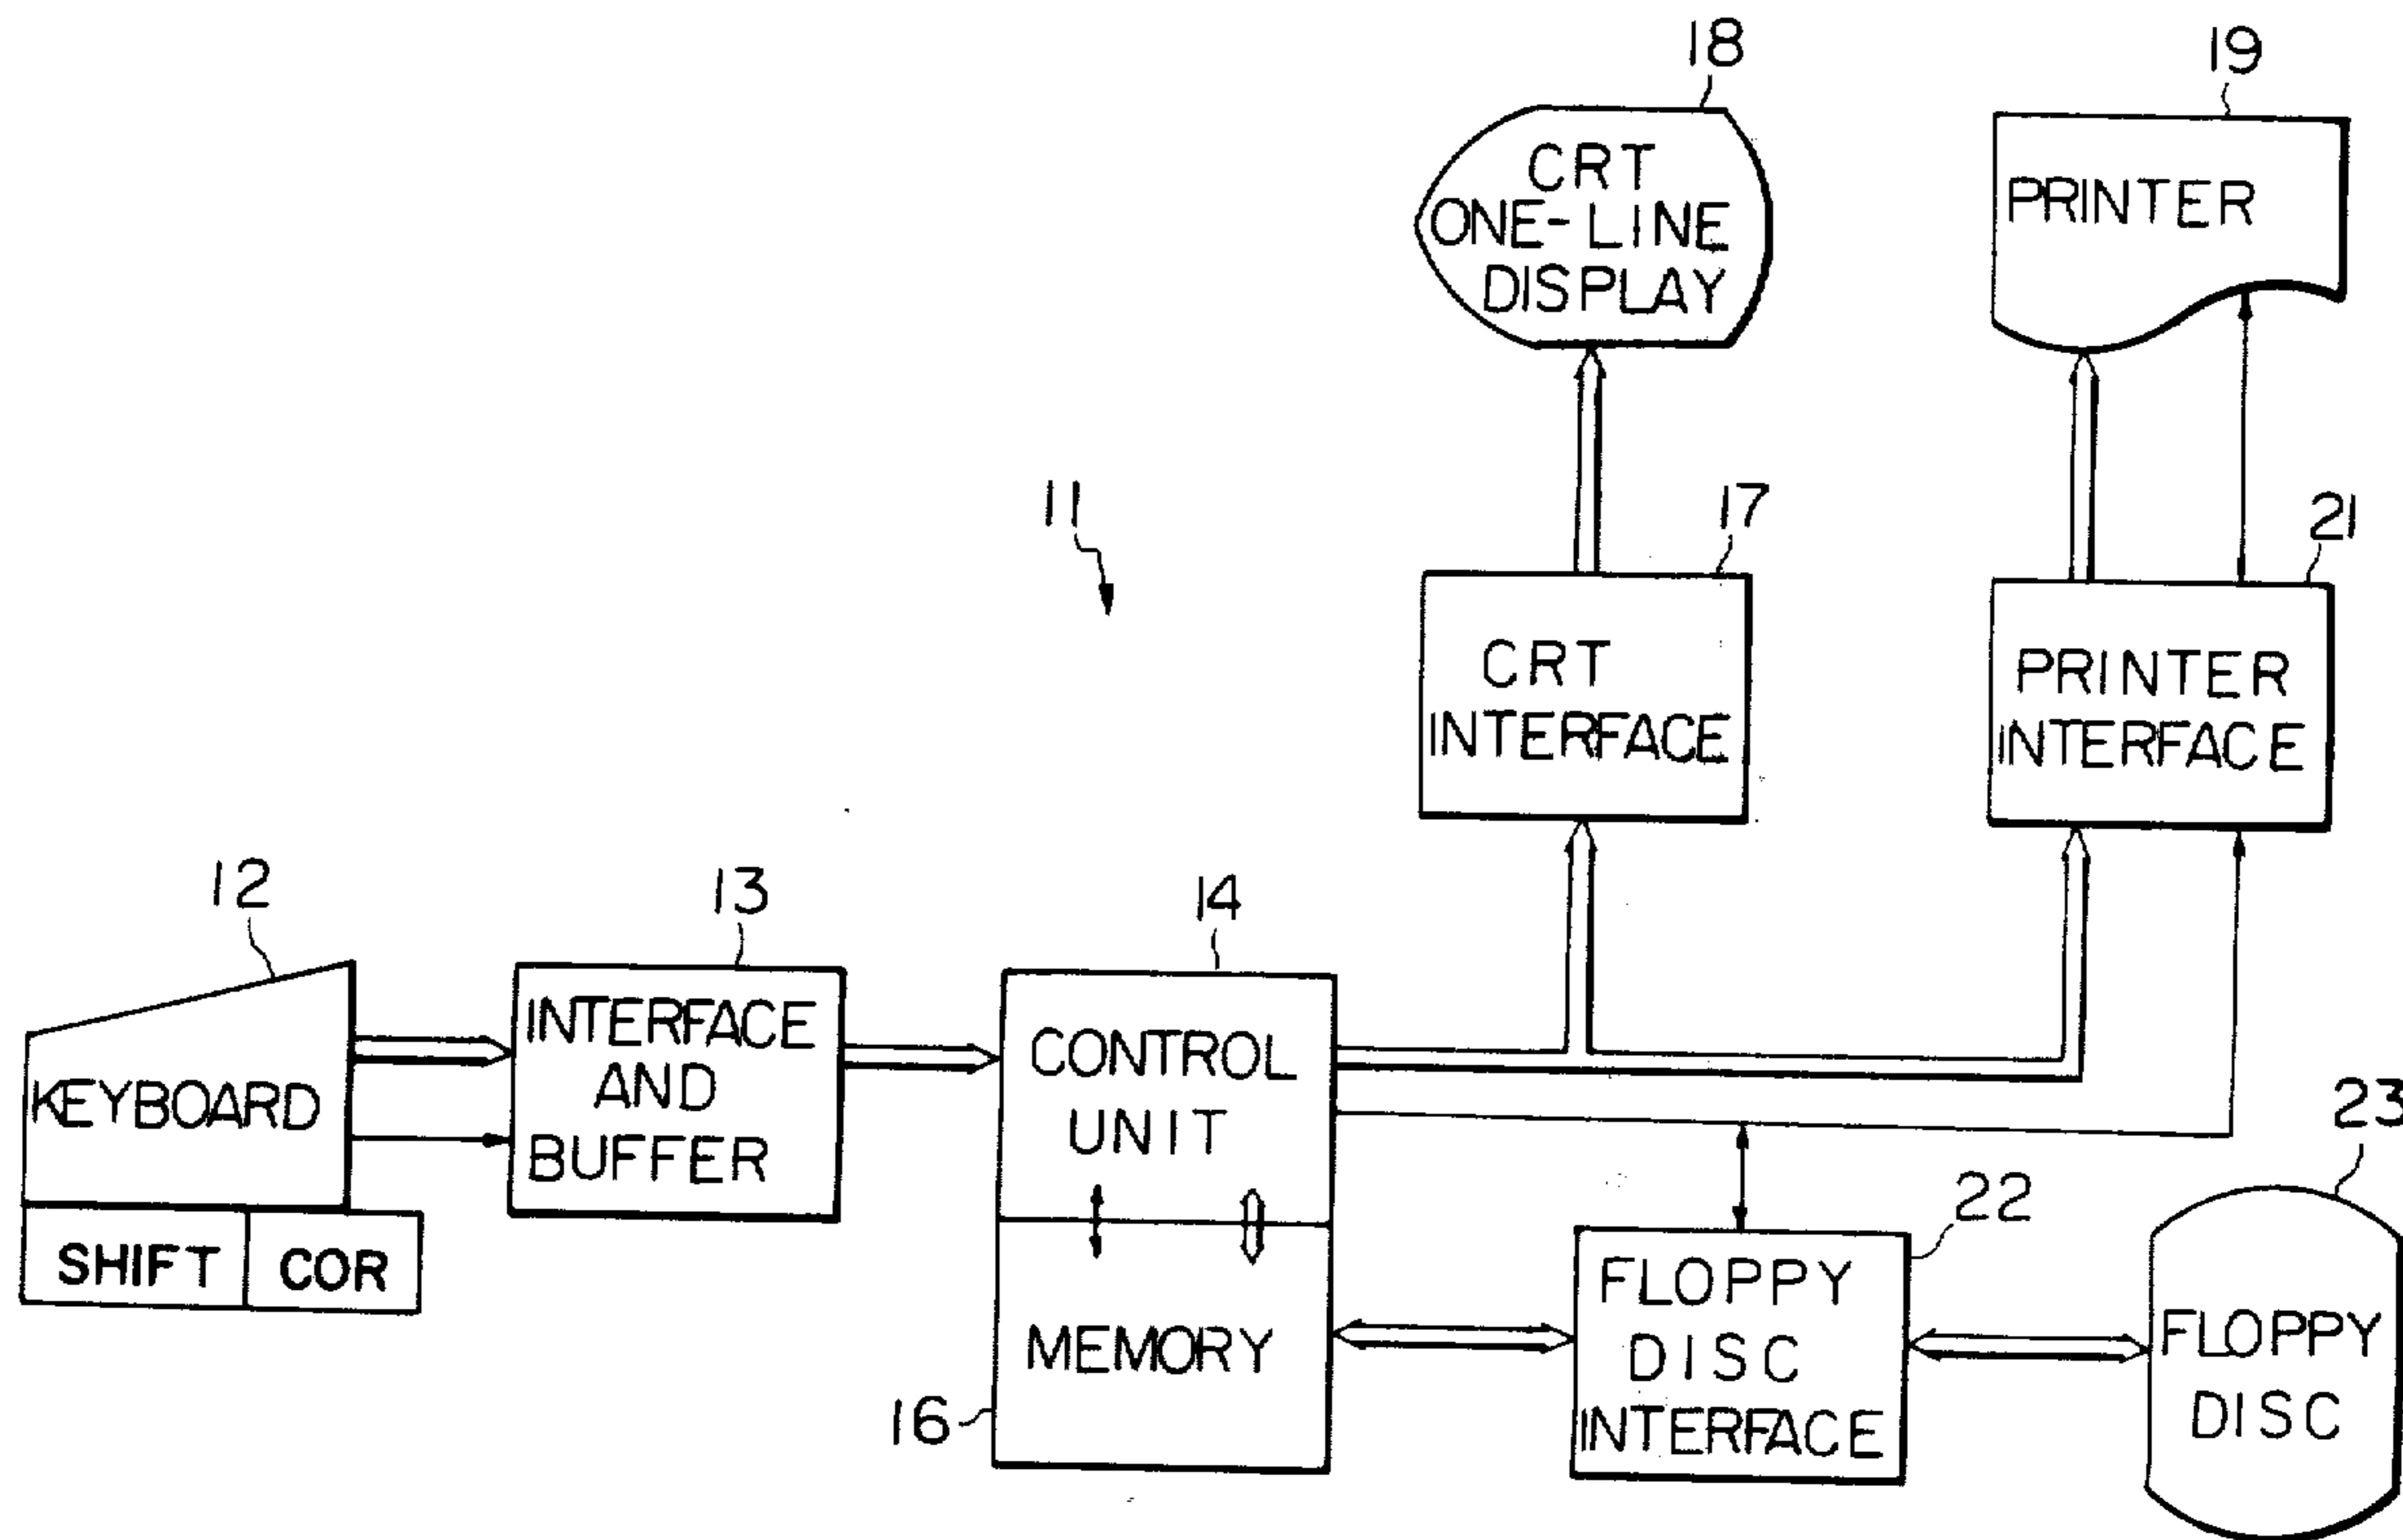 18
19
CRT
ONE-LINE
DISPLAY
PRINTER
11
17
21
CRT
INTERFACE
PRINTER
INTERFACE
12
13
14
KEYBOARD
SHIFT
COR
INTERFACE
AND
BUFFER
CONTROL
UNIT
MEMORY
16
22
23
FLOPPY
DISC
INTERFACE
FLOPPY
DISC